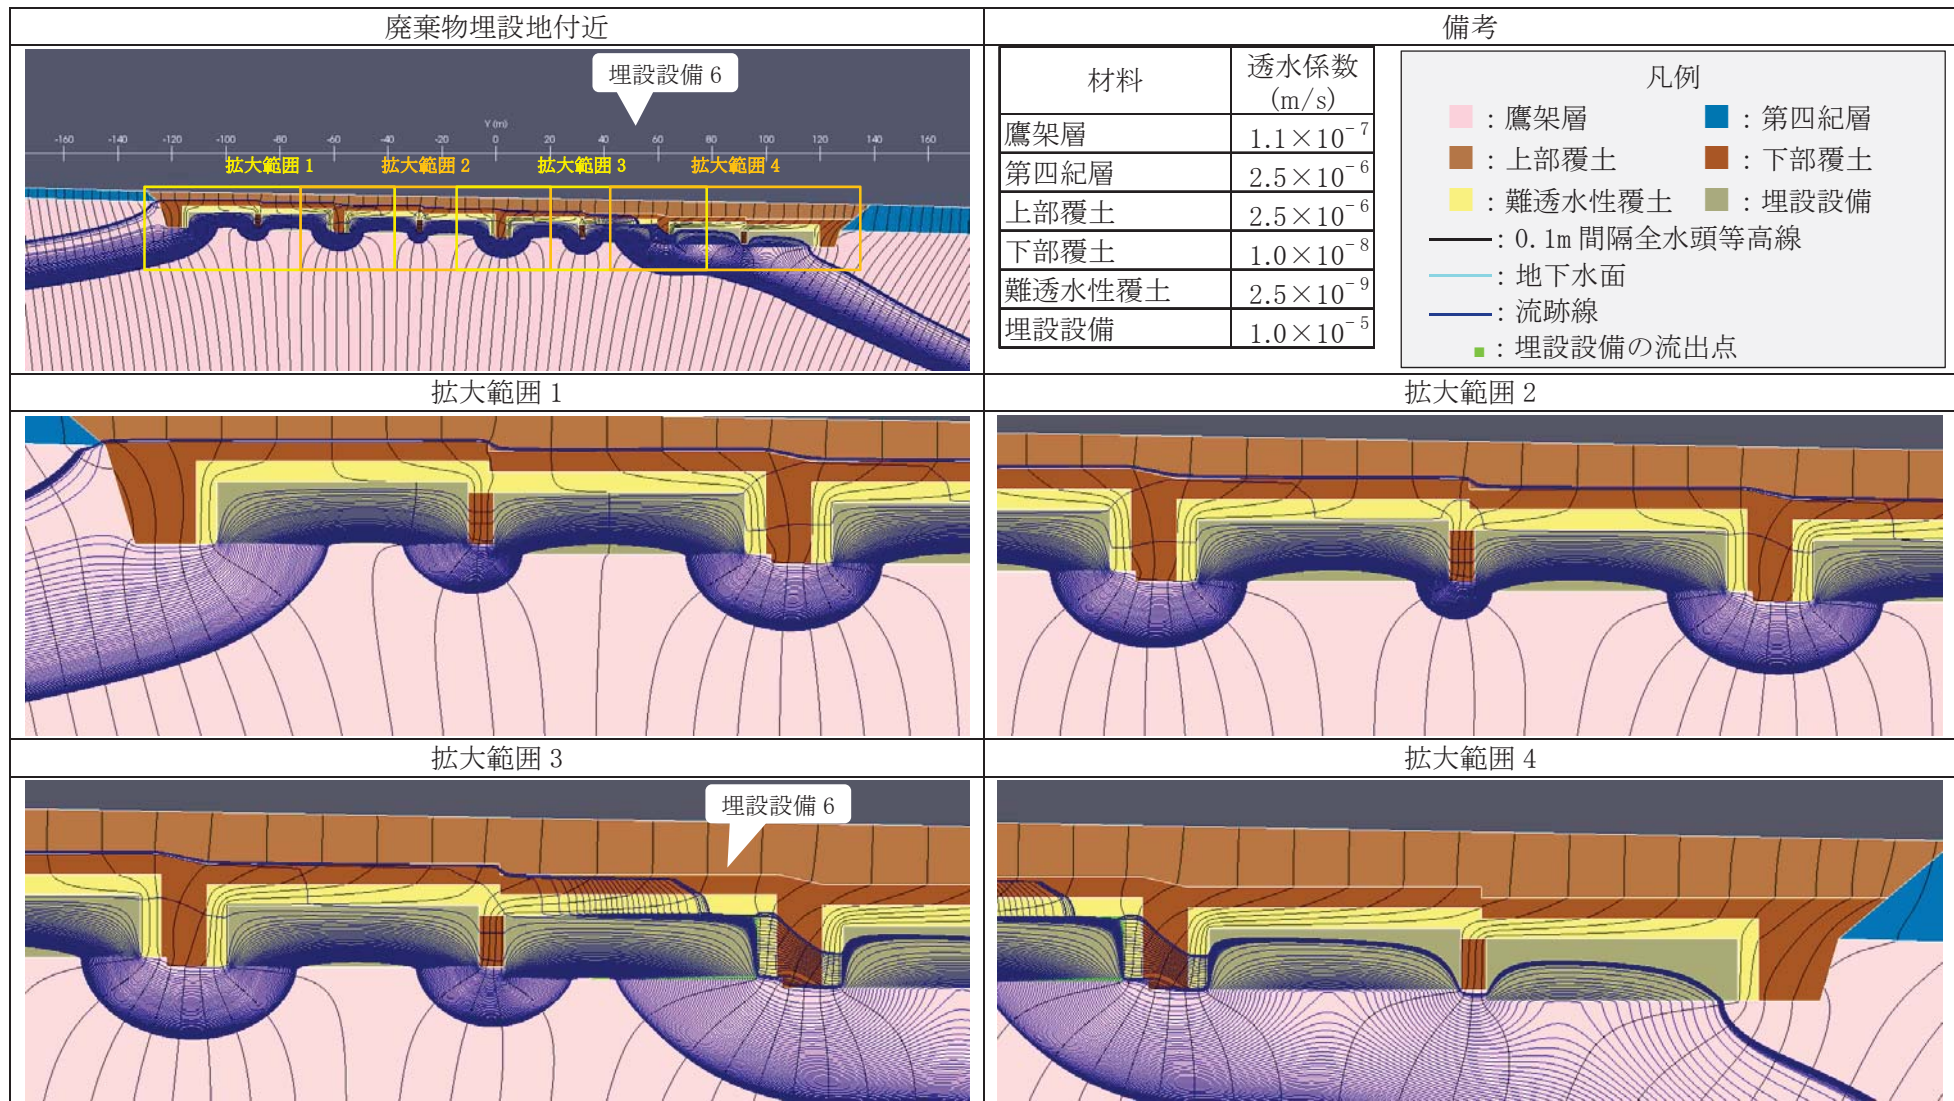 廃棄物埋設地付近
備考
埋設設備 6
Y (m)
-160 -140 -120 -100 -80 -60 -40 -20 0 20 40 60 80 100 120 140 160
拡大範囲 1 拡大範囲 2 拡大範囲 3 拡大範囲 4
材料 透水係数 (m/s)
鷹架層 1.1×10⁻⁷
第四紀層 2.5×10⁻⁶
上部覆土 2.5×10⁻⁶
下部覆土 1.0×10⁻⁸
難透水性覆土 2.5×10⁻⁹
埋設設備 1.0×10⁻⁵
凡例
：鷹架層 ：第四紀層
：上部覆土 ：下部覆土
：難透水性覆土 ：埋設設備
：0.1m 間隔全水頭等高線
：地下水面
：流跡線
：埋設設備の流出点
拡大範囲 1
拡大範囲 2
拡大範囲 3
拡大範囲 4
埋設設備 6